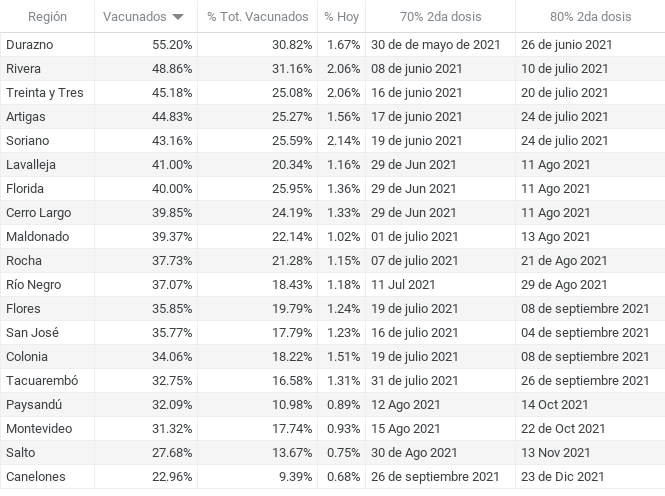 Región Vacunados % Tot. Vacunados % Hoy 70% 2da dosis 80% 2da dosis
Durazno 55.20% 30.82% 1.67% 30 de de mayo de 2021 26 de junio 2021
Rivera 48.86% 31.16% 2.06% 08 de junio 2021 10 de julio 2021
Treinta y Tres 45.18% 25.08% 2.06% 16 de junio 2021 20 de julio 2021
Artigas 44.83% 25.27% 1.56% 17 de junio 2021 24 de julio 2021
Soriano 43.16% 25.59% 2.14% 19 de junio 2021 24 de julio 2021
Lavalleja 41.00% 20.34% 1.16% 29 de Jun 2021 11 Ago 2021
Florida 40.00% 25.95% 1.36% 29 de Jun 2021 11 Ago 2021
Cerro Largo 39.85% 24.19% 1.33% 29 de Jun 2021 11 Ago 2021
Maldonado 39.37% 22.14% 1.02% 01 de julio 2021 13 Ago 2021
Rocha 37.73% 21.28% 1.15% 07 de julio 2021 21 de Ago 2021
Río Negro 37.07% 18.43% 1.18% 11 Jul 2021 29 de Ago 2021
Flores 35.85% 19.79% 1.24% 19 de julio 2021 08 de septiembre 2021
San José 35.77% 17.79% 1.23% 16 de julio 2021 04 de septiembre 2021
Colonia 34.06% 18.22% 1.51% 19 de julio 2021 08 de septiembre 2021
Tacuarembó 32.75% 16.58% 1.31% 31 de julio 2021 26 de septiembre 2021
Paysandú 32.09% 10.98% 0.89% 12 Ago 2021 14 Oct 2021
Montevideo 31.32% 17.74% 0.93% 15 Ago 2021 22 de Oct 2021
Salto 27.68% 13.67% 0.75% 30 de Ago 2021 13 Nov 2021
Canelones 22.96% 9.39% 0.68% 26 de septiembre 2021 23 de Dic 2021